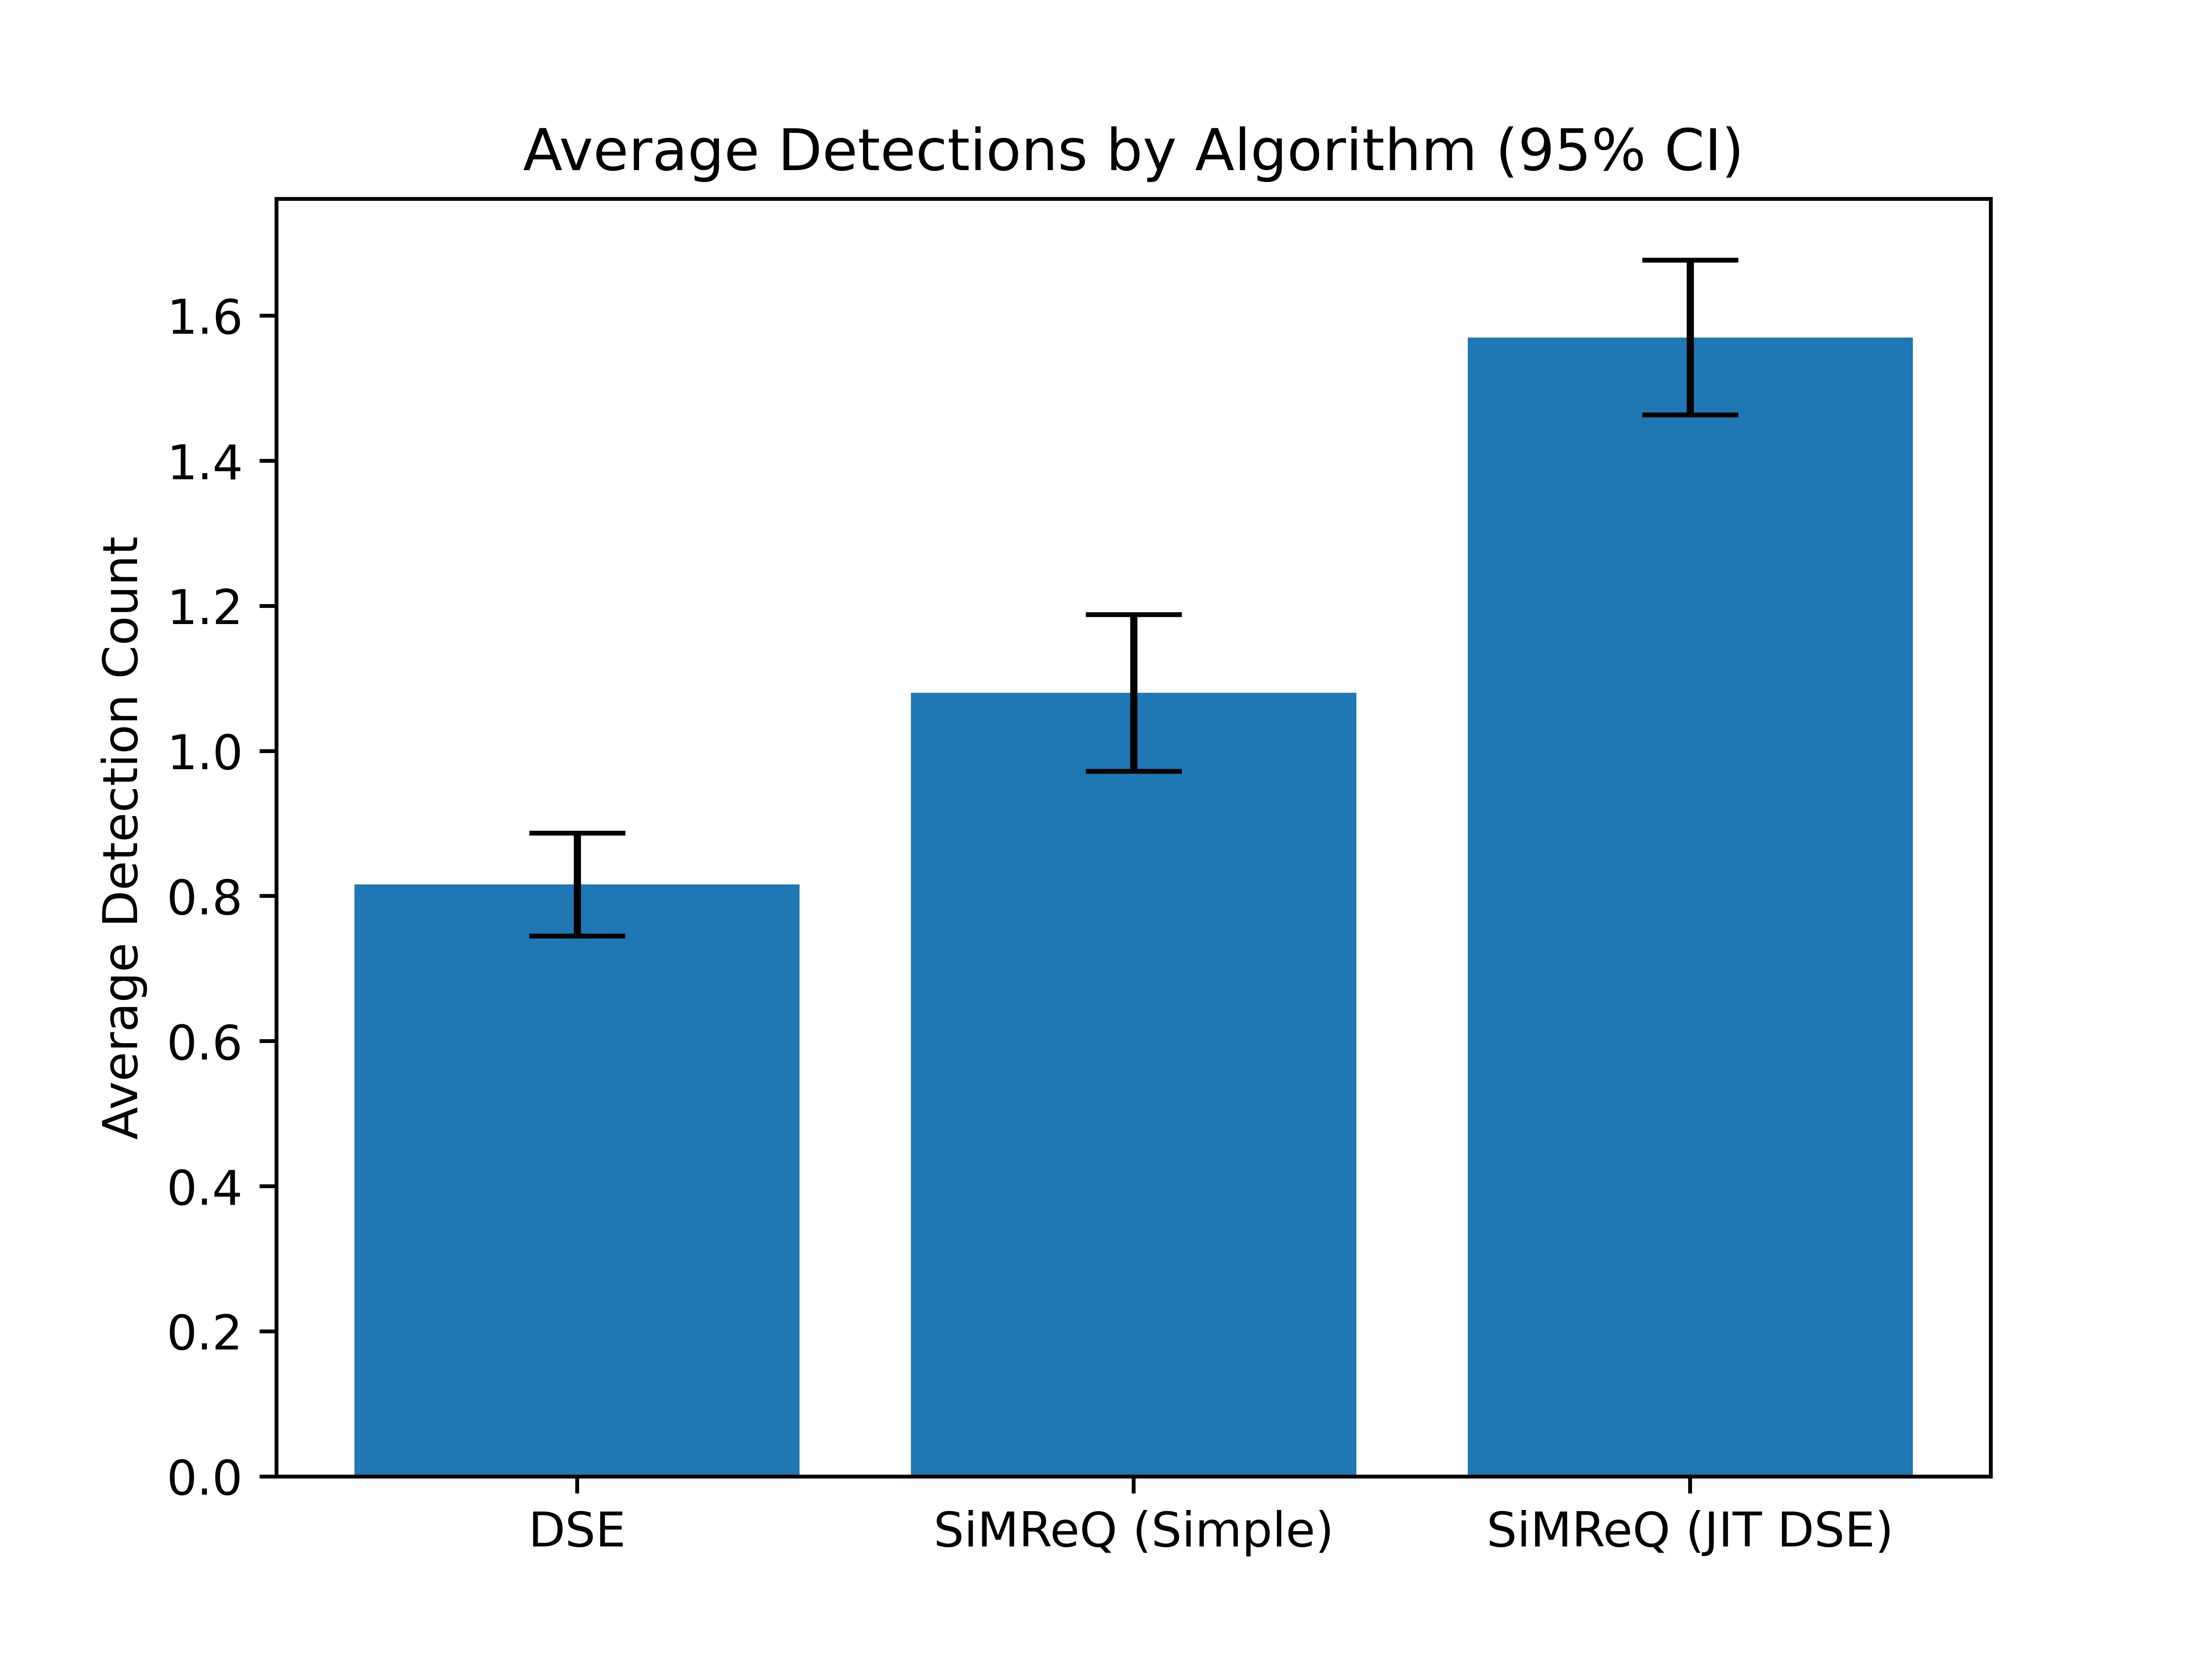 Average Detections by Algorithm (95% CI)
Average Detection Count
1.6
1.4
1.2
1.0
0.8
0.6
0.4
0.2
0.0
DSE
SiMReQ (Simple)
SiMReQ (JIT DSE)